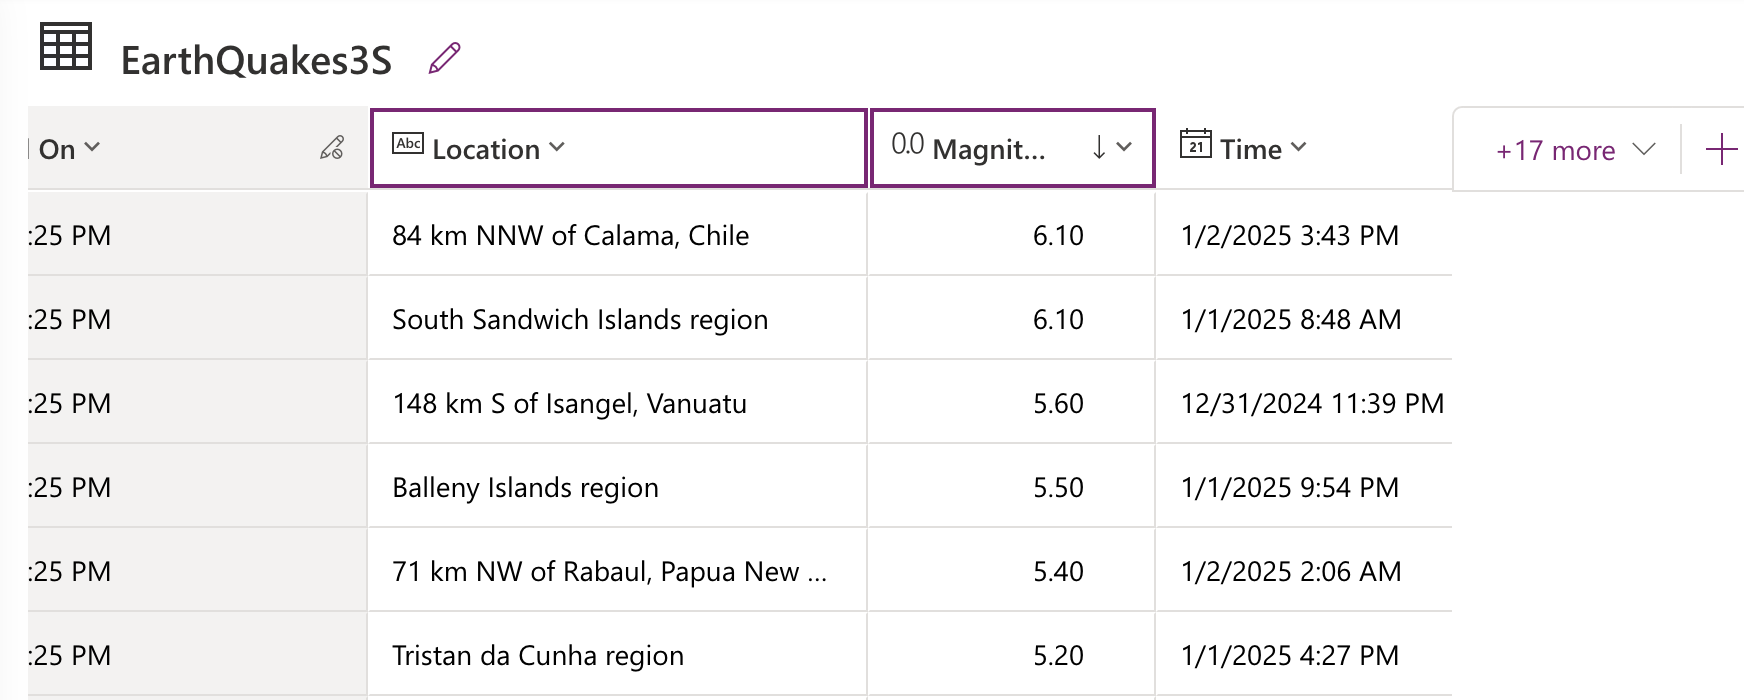 EarthQuakes3S
On Abc Location 0.0 Magnit... ↓ 21 Time +17 more +
:25 PM 84 km NNW of Calama, Chile 6.10 1/2/2025 3:43 PM
:25 PM South Sandwich Islands region 6.10 1/1/2025 8:48 AM
:25 PM 148 km S of Isangel, Vanuatu 5.60 12/31/2024 11:39 PM
:25 PM Balleny Islands region 5.50 1/1/2025 9:54 PM
:25 PM 71 km NW of Rabaul, Papua New ... 5.40 1/2/2025 2:06 AM
:25 PM Tristan da Cunha region 5.20 1/1/2025 4:27 PM